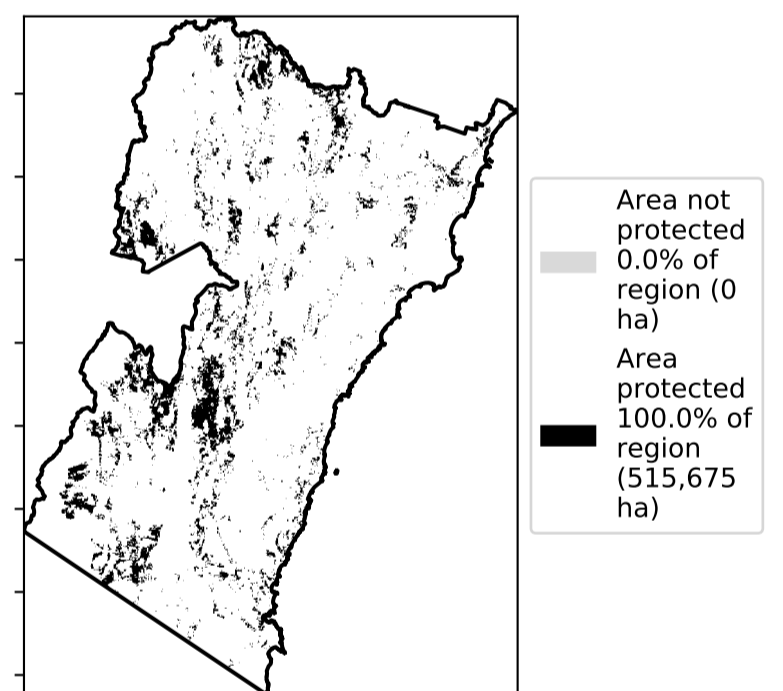 Area not
protected
0.0% of
region (0
ha)
Area
protected
100.0% of
region
(515,675
ha)